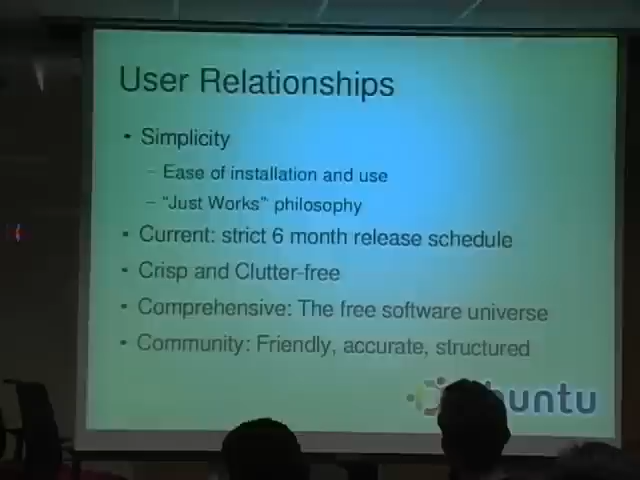 User Relationships
• Simplicity
– Ease of installation and use
– "Just Works" philosophy
• Current: strict 6 month release schedule
• Crisp and Clutter-free
• Comprehensive: The free software universe
• Community: Friendly, accurate, structured
buntu